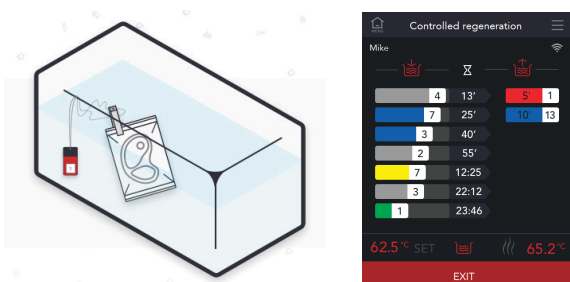 Controlled regeneration
MENU
Mike
4 13' 5' 1
7 25' 10' 13
3 40'
2 55'
7 12:25
3 22:12
1 23:46
62.5°C SET 65.2°C
EXIT